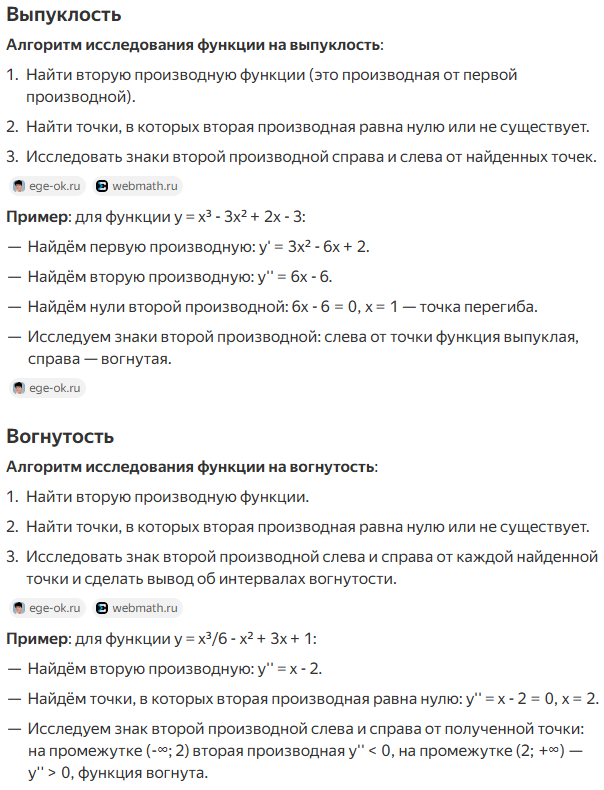 Выпуклость
Алгоритм исследования функции на выпуклость:
1. Найти вторую производную функции (это производная от первой
производной).
2. Найти точки, в которых вторая производная равна нулю или не существует.
3. Исследовать знаки второй производной справа и слева от найденных точек.
ege-ok.ru webmath.ru
Пример: для функции y = x³ - 3x² + 2x - 3:
— Найдём первую производную: y' = 3x² - 6x + 2.
— Найдём вторую производную: y'' = 6x - 6.
— Найдём нули второй производной: 6x - 6 = 0, x = 1 — точка перегиба.
— Исследуем знаки второй производной: слева от точки функция выпуклая,
справа — вогнутая.
ege-ok.ru
Вогнутость
Алгоритм исследования функции на вогнутость:
1. Найти вторую производную функции.
2. Найти точки, в которых вторая производная равна нулю или не существует.
3. Исследовать знак второй производной слева и справа от каждой найденной
точки и сделать вывод об интервалах вогнутости.
ege-ok.ru webmath.ru
Пример: для функции y = x³/6 - x² + 3x + 1:
— Найдём вторую производную: y'' = x - 2.
— Найдём точки, в которых вторая производная равна нулю: y'' = x - 2 = 0, x = 2.
— Исследуем знак второй производной слева и справа от полученной точки:
на промежутке (-∞; 2) вторая производная y'' < 0, на промежутке (2; +∞) —
y'' > 0, функция вогнута.